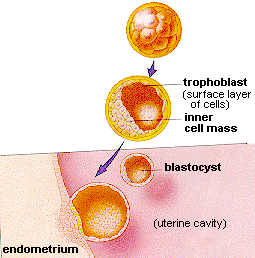 trophoblast
(surface layer
of cells)
inner
cell mass
blastocyst
(uterine cavity)
endometrium